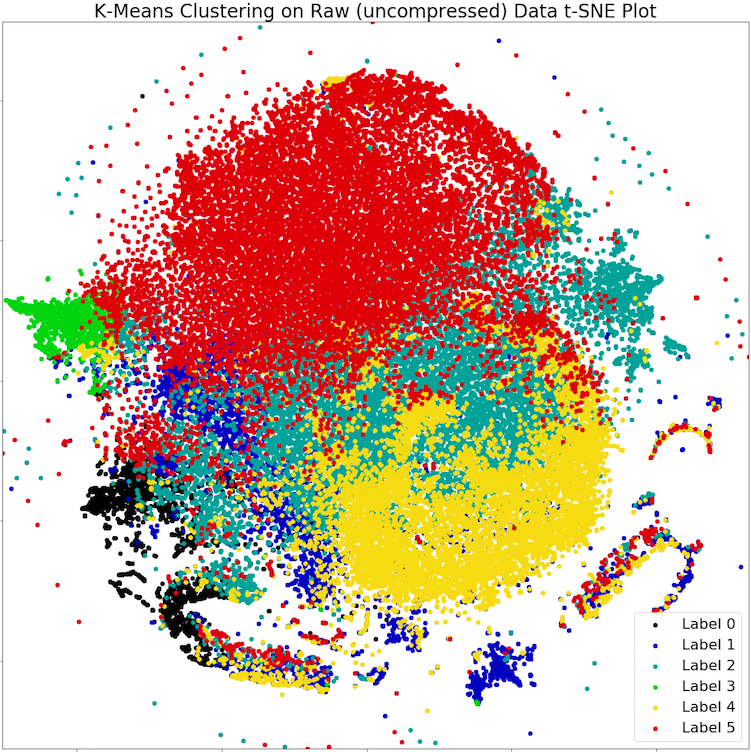 K-Means Clustering on Raw (uncompressed) Data t-SNE Plot
Label 0
Label 1
Label 2
Label 3
Label 4
Label 5